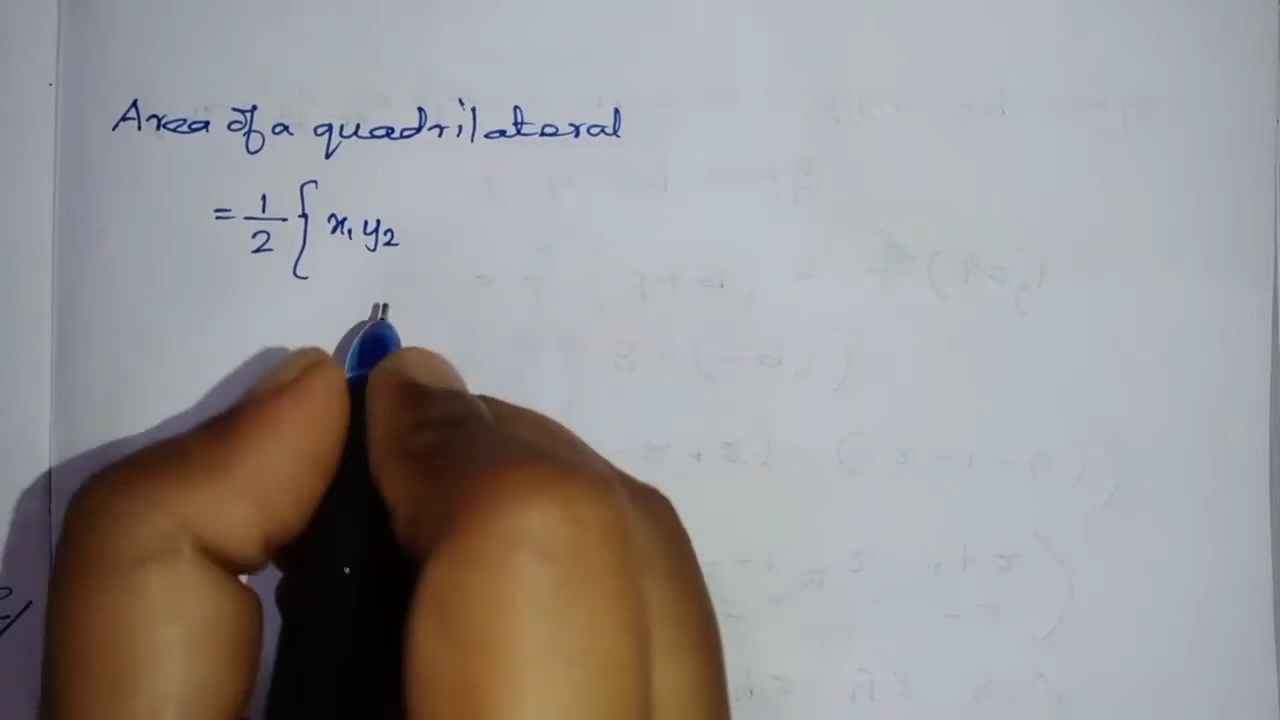 Area of a quadrilateral
= 1/2 { x₁ y₂